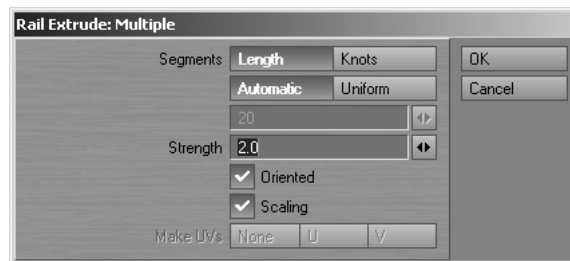 Rail Extrude: Multiple
Segments Length Knots OK
Automatic Uniform Cancel
20
Strength 2.0
Oriented
Scaling
Make UVs None U V